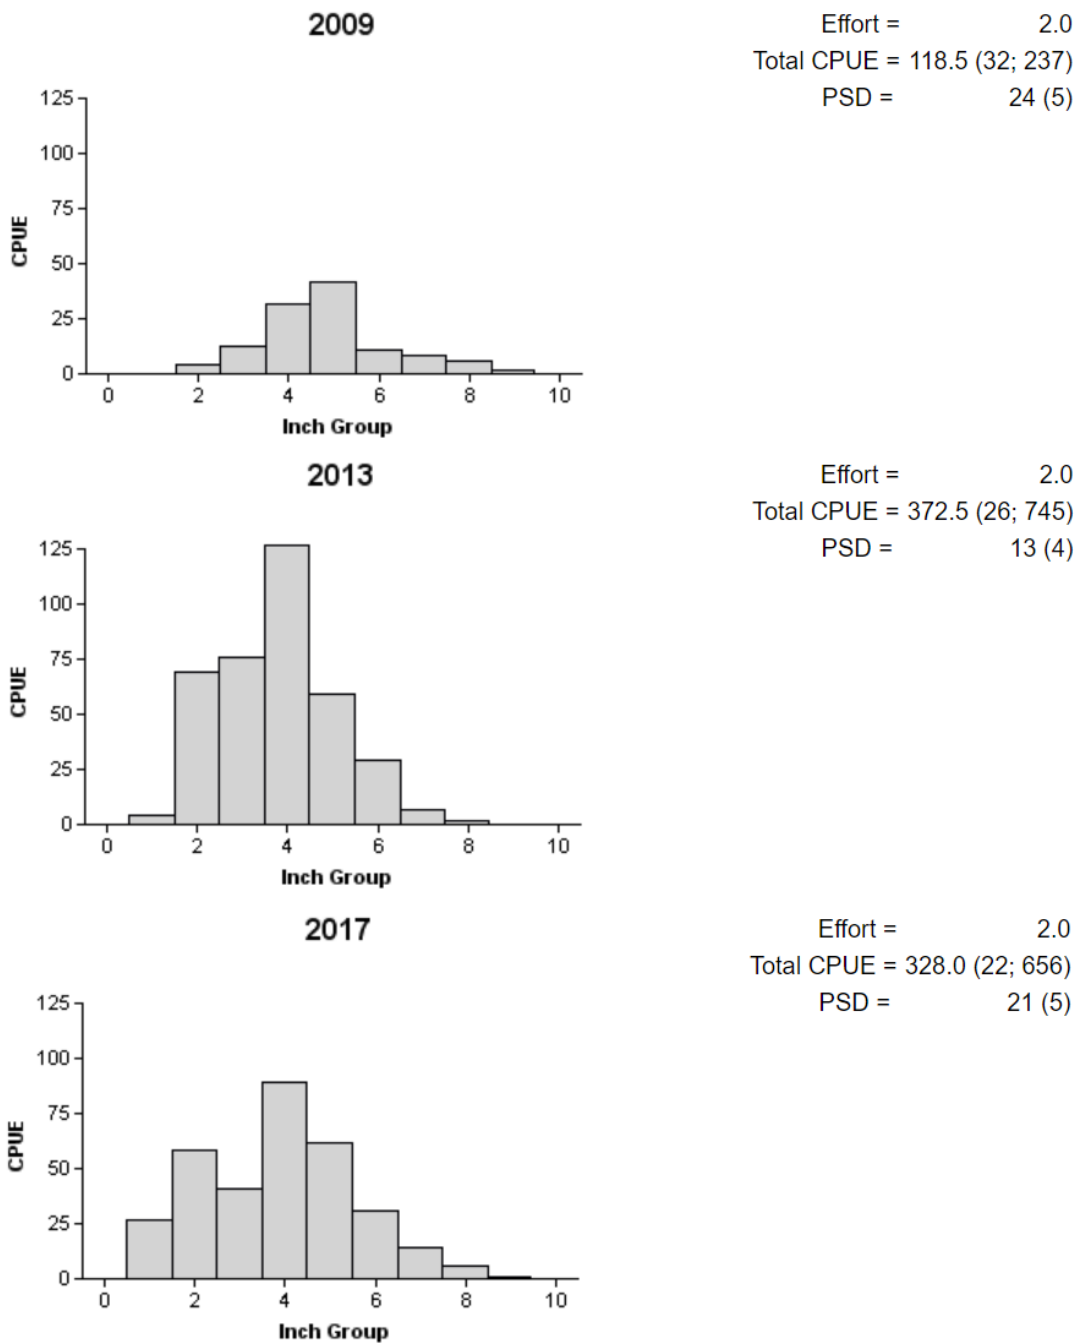 2009
Effort = 2.0
Total CPUE = 118.5 (32; 237)
PSD = 24 (5)
125
100
75
50
25
0
CPUE
0 2 4 6 8 10
Inch Group
2013
Effort = 2.0
Total CPUE = 372.5 (26; 745)
PSD = 13 (4)
125
100
75
50
25
0
CPUE
0 2 4 6 8 10
Inch Group
2017
Effort = 2.0
Total CPUE = 328.0 (22; 656)
PSD = 21 (5)
125
100
75
50
25
0
CPUE
0 2 4 6 8 10
Inch Group